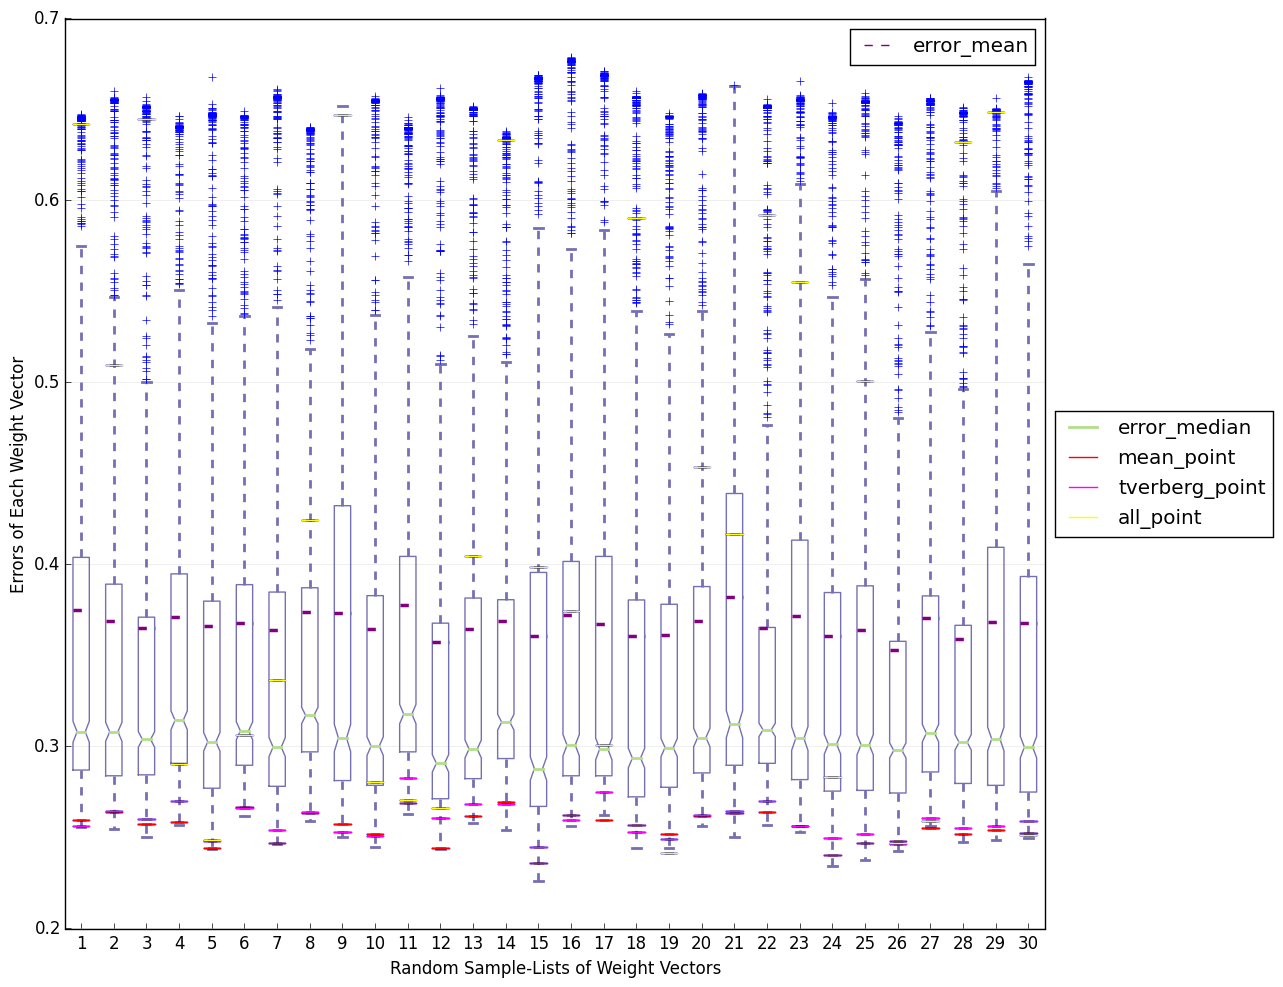 0.7
0.6
0.5
0.4
0.3
0.2
Errors of Each Weight Vector
error_mean
error_median
mean_point
tverberg_point
all_point
1 2 3 4 5 6 7 8 9 10 11 12 13 14 15 16 17 18 19 20 21 22 23 24 25 26 27 28 29 30
Random Sample-Lists of Weight Vectors